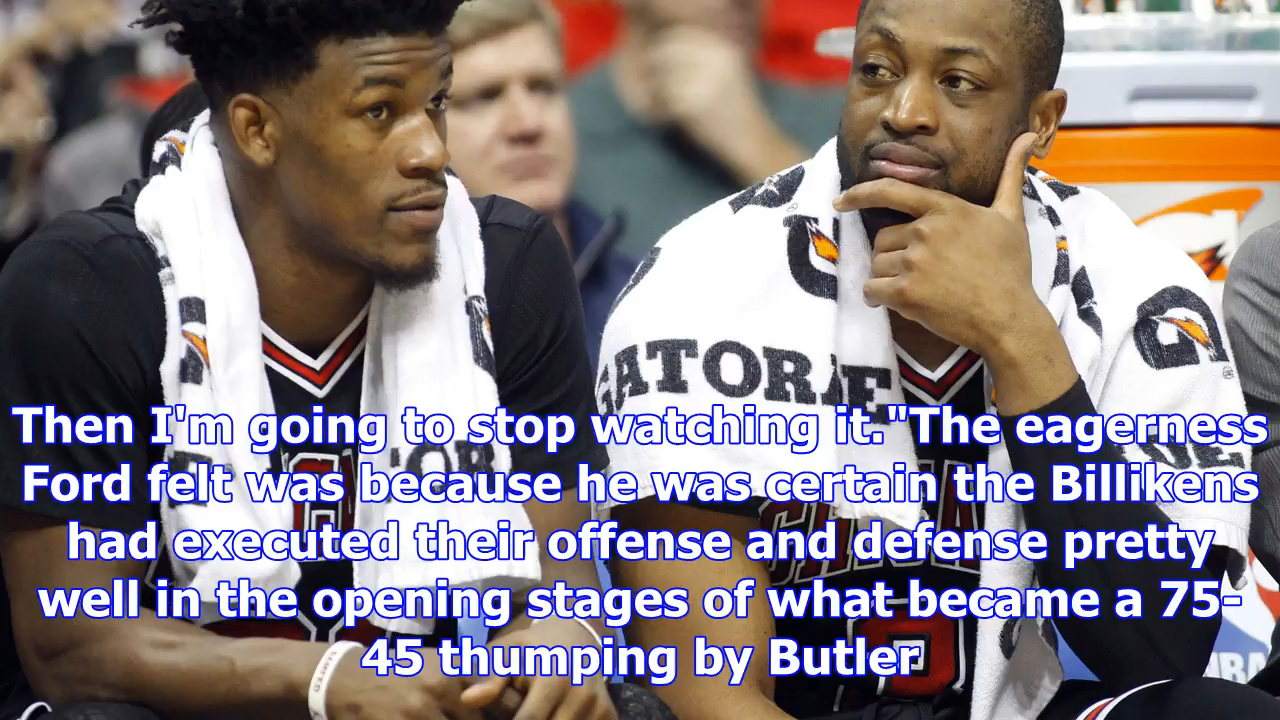 GATORADE
Then I'm going to stop watching it."The eagerness
Ford felt was because he was certain the Billikens
had executed their offense and defense pretty
well in the opening stages of what became a 75-
45 thumping by Butler